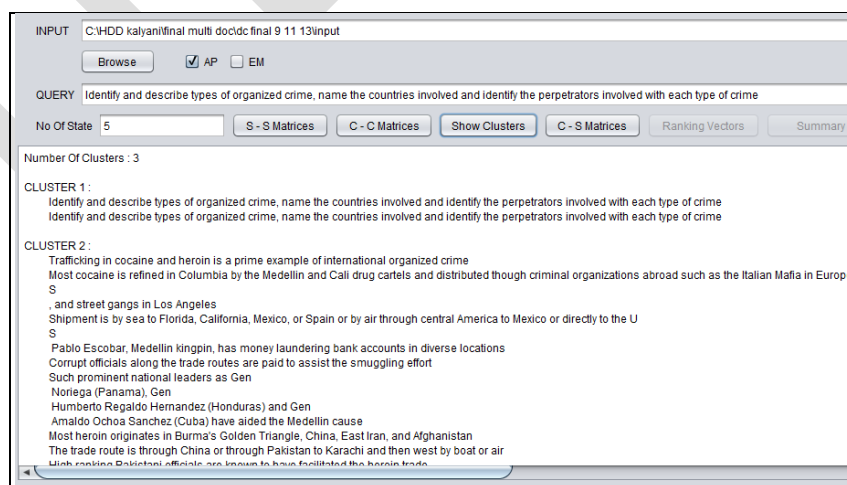 INPUT C:\HDD kalyani\final multi doc\dc final 9 11 13\input
Browse AP EM
QUERY Identify and describe types of organized crime, name the countries involved and identify the perpetrators involved with each type of crime
No Of State 5 S - S Matrices C - C Matrices Show Clusters C - S Matrices Ranking Vectors Summary
Number Of Clusters : 3
CLUSTER 1 :
Identify and describe types of organized crime, name the countries involved and identify the perpetrators involved with each type of crime
Identify and describe types of organized crime, name the countries involved and identify the perpetrators involved with each type of crime
CLUSTER 2 :
Trafficking in cocaine and heroin is a prime example of international organized crime
Most cocaine is refined in Columbia by the Medellin and Cali drug cartels and distributed though criminal organizations abroad such as the Italian Mafia in Europ
S
, and street gangs in Los Angeles
Shipment is by sea to Florida, California, Mexico, or Spain or by air through central America to Mexico or directly to the U
S
Pablo Escobar, Medellin kingpin, has money laundering bank accounts in diverse locations
Corrupt officials along the trade routes are paid to assist the smuggling effort
Such prominent national leaders as Gen
Noriega (Panama), Gen
Humberto Regaldo Hernandez (Honduras) and Gen
Arnaldo Ochoa Sanchez (Cuba) have aided the Medellin cause
Most heroin originates in Burma's Golden Triangle, China, East Iran, and Afghanistan
The trade route is through China or through Pakistan to Karachi and then west by boat or air
High ranking Pakistani officials are known to have facilitated the heroin trade